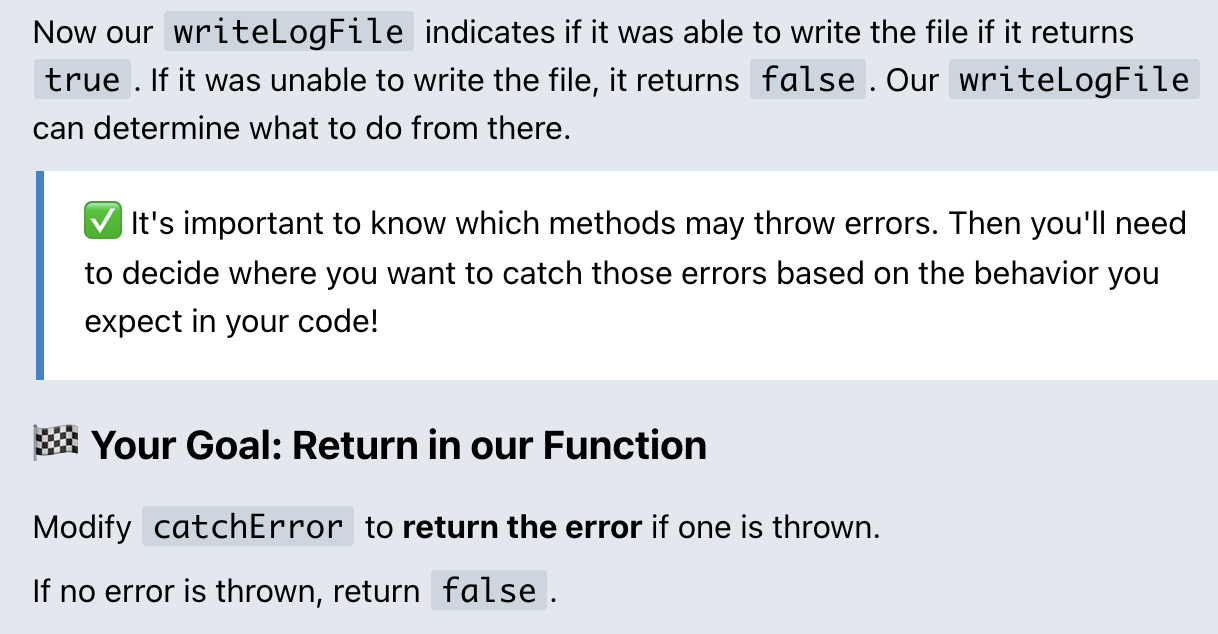 Now our writeLogFile indicates if it was able to write the file if it returns
true. If it was unable to write the file, it returns false. Our writeLogFile
can determine what to do from there.
✅ It's important to know which methods may throw errors. Then you'll need
to decide where you want to catch those errors based on the behavior you
expect in your code!
🏁 Your Goal: Return in our Function
Modify catchError to return the error if one is thrown.
If no error is thrown, return false.